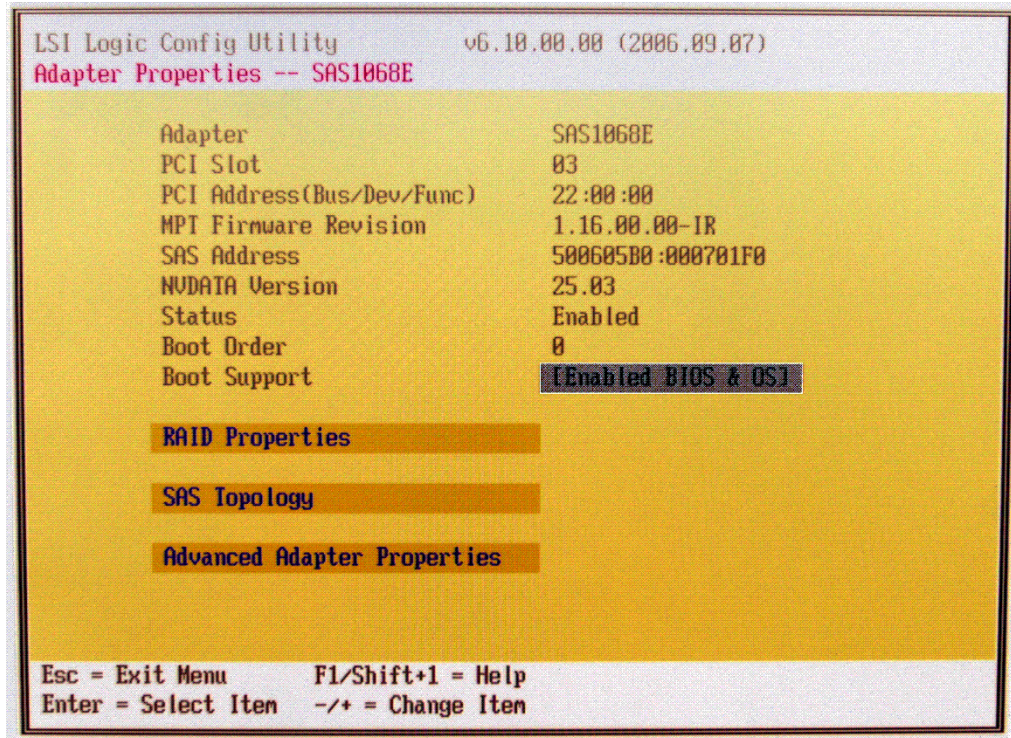 LSI Logic Config Utility v6.10.00.00 (2006.09.07)
Adapter Properties -- SAS1068E
Adapter SAS1068E
PCI Slot 03
PCI Address(Bus/Dev/Func) 22:00:00
MPT Firmware Revision 1.16.00.00-IR
SAS Address 500605B0:000701F0
NVDATA Version 25.03
Status Enabled
Boot Order 0
Boot Support [Enabled BIOS & OS]
RAID Properties
SAS Topology
Advanced Adapter Properties
Esc = Exit Menu F1/Shift+1 = Help
Enter = Select Item -/+ = Change Item